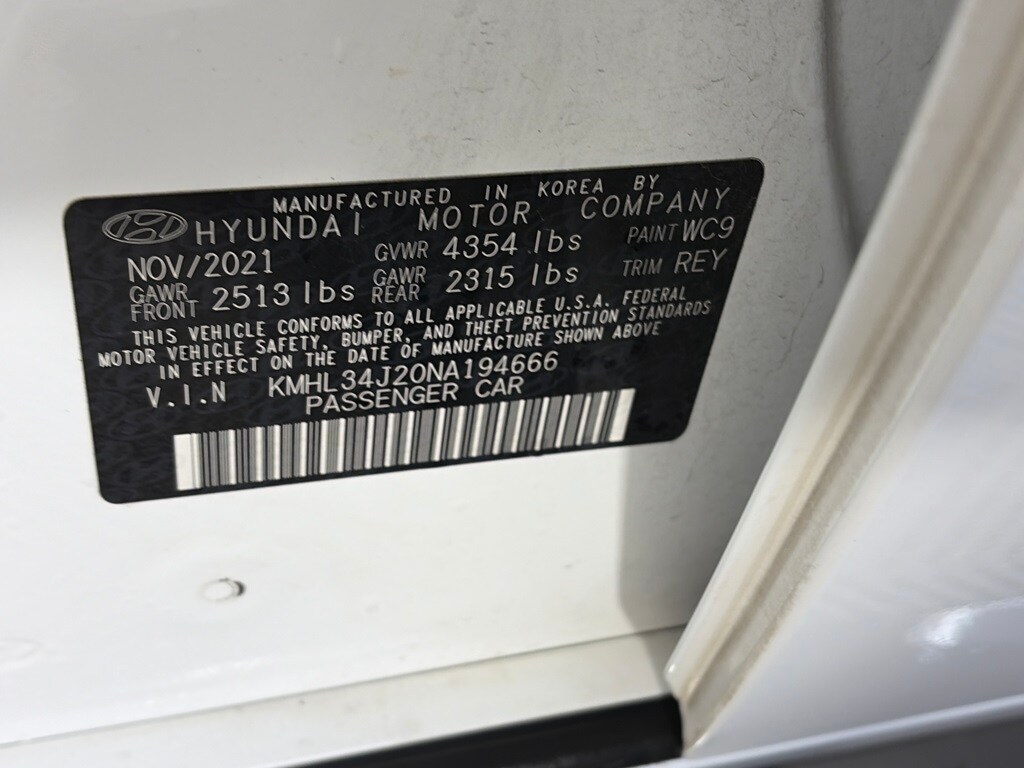 MANUFACTURED IN KOREA BY
HYUNDAI MOTOR COMPANY
NOV/2021 GVWR 4354 lbs PAINT WC9
GAWR FRONT 2513 lbs GAWR REAR 2315 lbs TRIM REY
THIS VEHICLE CONFORMS TO ALL APPLICABLE U.S.A. FEDERAL
MOTOR VEHICLE SAFETY, BUMPER, AND THEFT PREVENTION STANDARDS
IN EFFECT ON THE DATE OF MANUFACTURE SHOWN ABOVE
V.I.N KMHL34J20NA194666
PASSENGER CAR